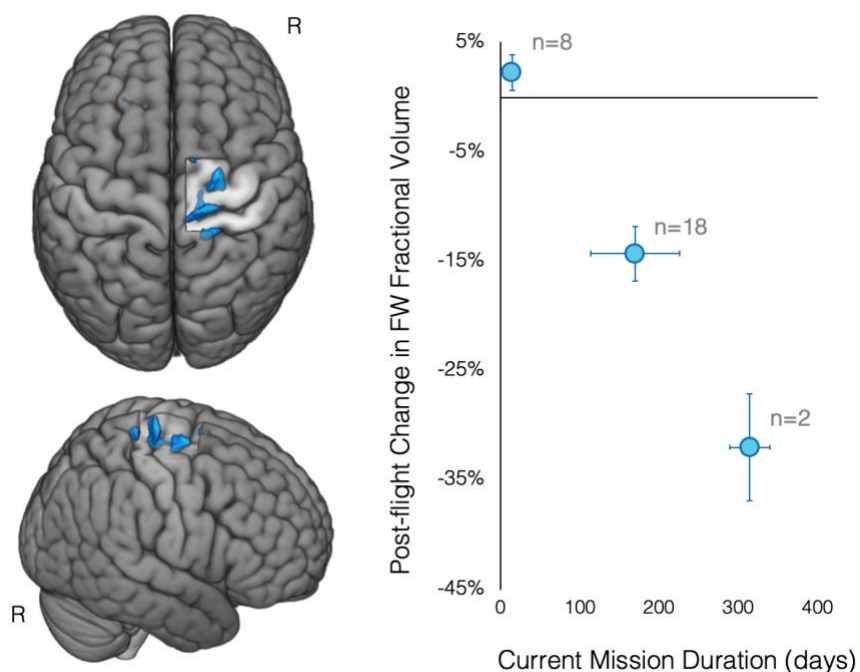 R
R
Post-flight Change in FW Fractional Volume
5%
-5%
-15%
-25%
-35%
-45%
n=8
n=18
n=2
0 100 200 300 400
Current Mission Duration (days)